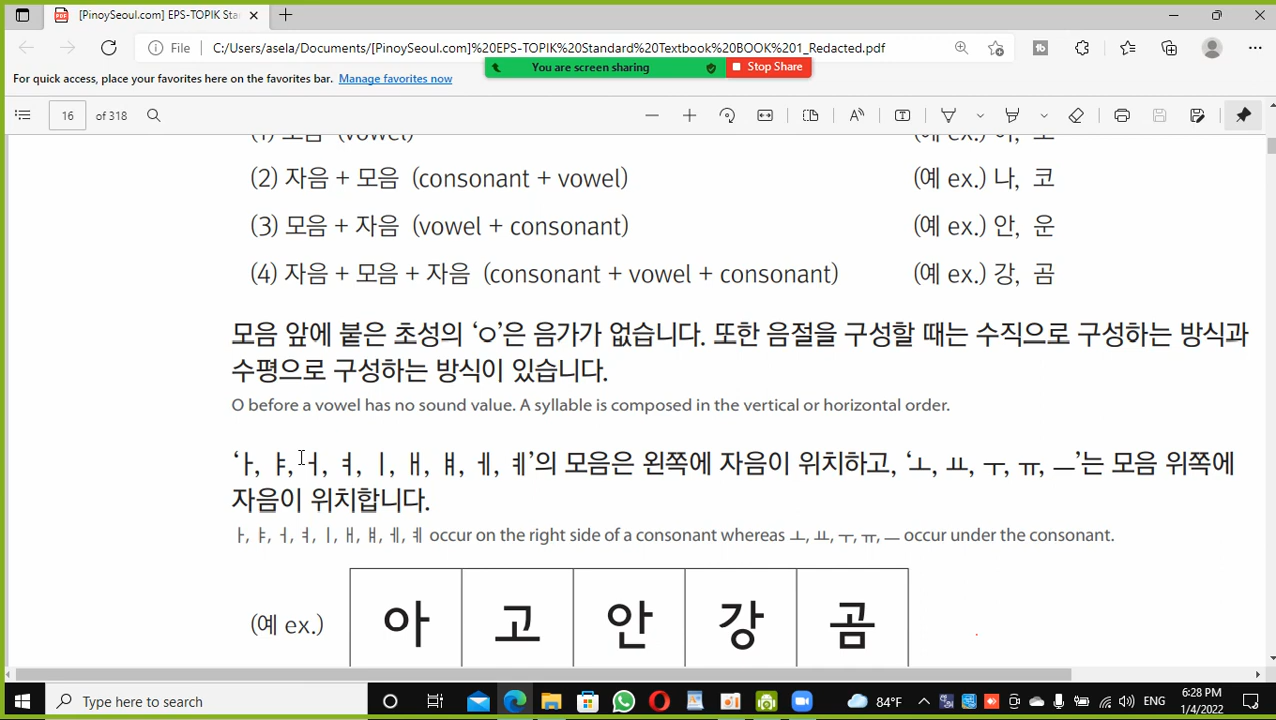 [PinoySeoul.com] EPS-TOPIK Sta
File C:/Users/asela/Documents/[PinoySeoul.com]%20EPS-TOPIK%20Standard%20Textbook%20BOOK%201_Redacted.pdf
For quick access, place your favorites here on the favorites bar. Manage favorites now
You are screen sharing Stop Share
16 of 318
(1) 모음 (vowel) (예 ex.) 아, 오
(2) 자음 + 모음 (consonant + vowel) (예 ex.) 나, 코
(3) 모음 + 자음 (vowel + consonant) (예 ex.) 안, 운
(4) 자음 + 모음 + 자음 (consonant + vowel + consonant) (예 ex.) 강, 곰
모음 앞에 붙은 초성의 ‘ㅇ’은 음가가 없습니다. 또한 음절을 구성할 때는 수직으로 구성하는 방식과
수평으로 구성하는 방식이 있습니다.
O before a vowel has no sound value. A syllable is composed in the vertical or horizontal order.
‘ㅏ, ㅑ, ㅓ, ㅕ, ㅣ, ㅐ, ㅒ, ㅔ, ㅖ’의 모음은 왼쪽에 자음이 위치하고, ‘ㅗ, ㅛ, ㅜ, ㅠ, ㅡ’는 모음 위쪽에
자음이 위치합니다.
ㅏ, ㅑ, ㅓ, ㅕ, ㅣ, ㅐ, ㅒ, ㅔ, ㅖ occur on the right side of a consonant whereas ㅗ, ㅛ, ㅜ, ㅠ, ㅡ occur under the consonant.
(예 ex.) 아 고 안 강 곰
Type here to search 84°F ENG 6:28 PM
1/4/2022